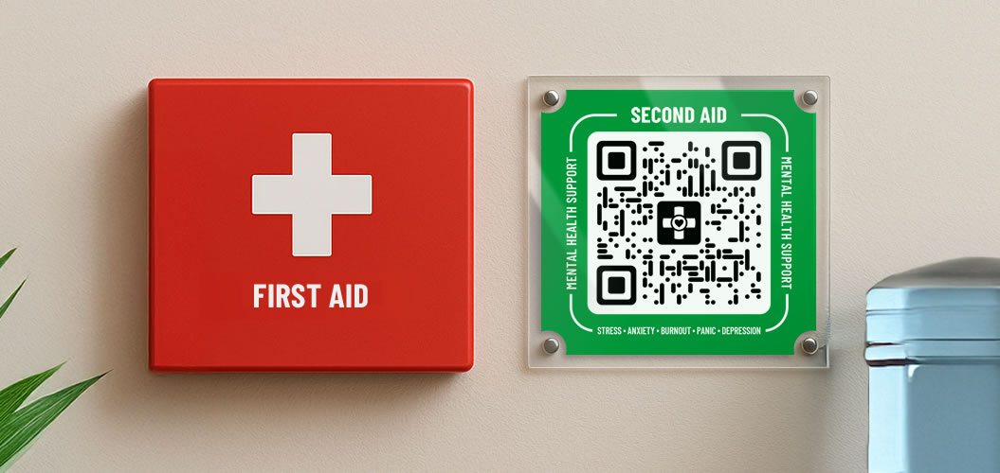 FIRST AID
SECOND AID
MENTAL HEALTH SUPPORT
MENTAL HEALTH SUPPORT
STRESS • ANXIETY • BURNOUT • PANIC • DEPRESSION